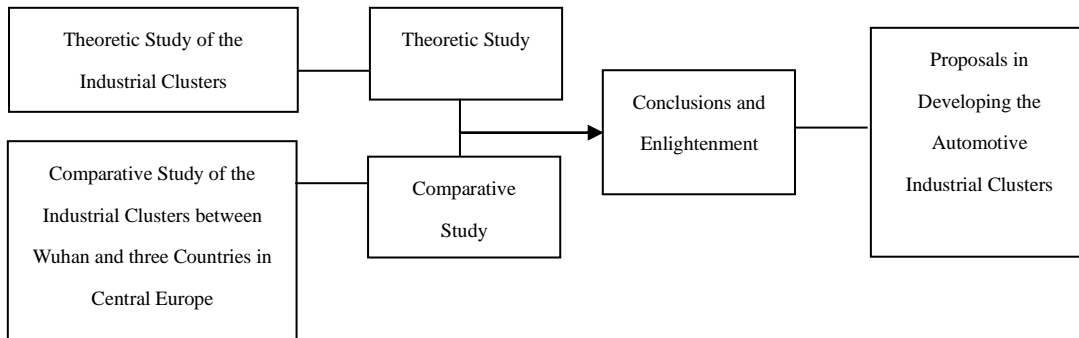 Theoretic Study of the
Industrial Clusters
Theoretic Study
Comparative Study of the
Industrial Clusters between
Wuhan and three Countries in
Central Europe
Comparative
Study
Conclusions and
Enlightenment
Proposals in
Developing the
Automotive
Industrial Clusters